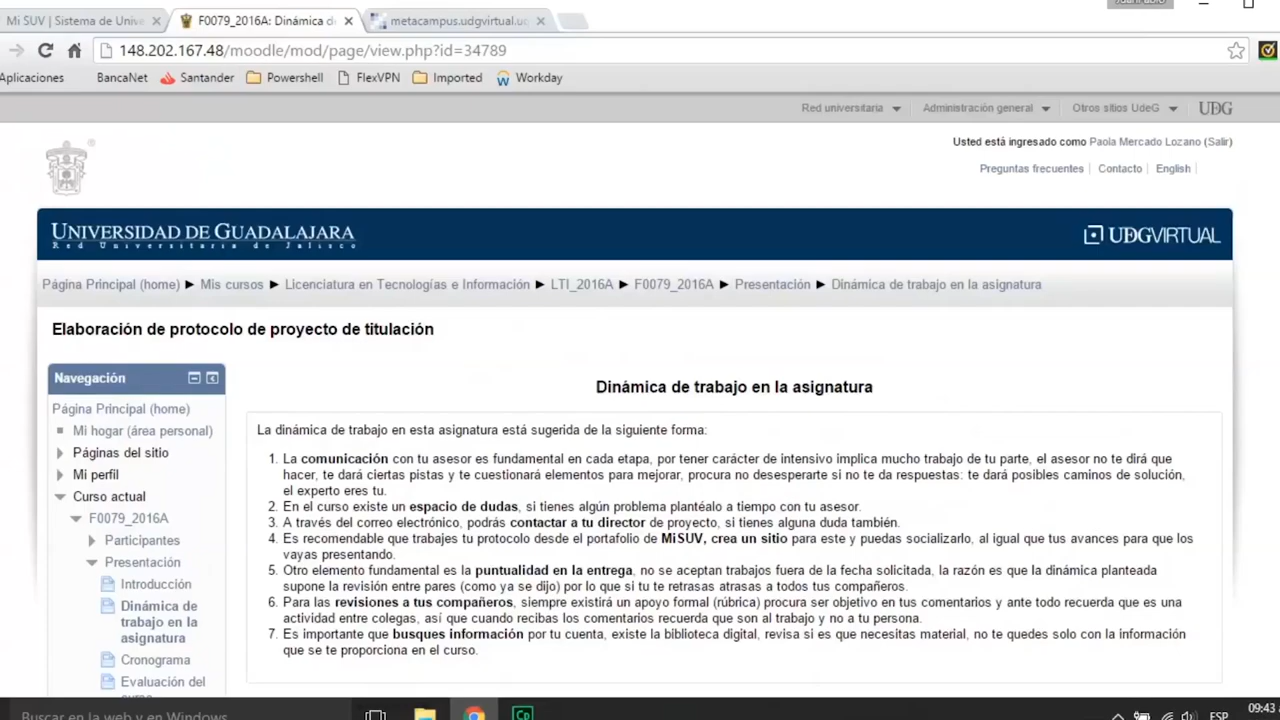 Mi SUV | Sistema de Unive
F0079_2016A: Dinámica d
metacampus.udgvirtual.ud
148.202.167.48/moodle/mod/page/view.php?id=34789
Aplicaciones BancaNet Santander Powershell FlexVPN Imported Workday
Red universitaria Administración general Otros sitios UdeG UDG
Usted está ingresado como Paola Mercado Lozano (Salir)
Preguntas frecuentes Contacto English
UNIVERSIDAD DE GUADALAJARA
Red Universitaria de Jalisco
UDGVIRTUAL
Página Principal (home) ► Mis cursos ► Licenciatura en Tecnologías e Información ► LTI_2016A ► F0079_2016A ► Presentación ► Dinámica de trabajo en la asignatura
Elaboración de protocolo de proyecto de titulación
Navegación
Página Principal (home)
Mi hogar (área personal)
Páginas del sitio
Mi perfil
Curso actual
F0079_2016A
Participantes
Presentación
Introducción
Dinámica de
trabajo en la
asignatura
Cronograma
Evaluación del
Dinámica de trabajo en la asignatura
La dinámica de trabajo en esta asignatura está sugerida de la siguiente forma:
1. La comunicación con tu asesor es fundamental en cada etapa, por tener carácter de intensivo implica mucho trabajo de tu parte, el asesor no te dirá que
hacer, te dará ciertas pistas y te cuestionará elementos para mejorar, procura no desesperarte si no te da respuestas: te dará posibles caminos de solución,
el experto eres tu.
2. En el curso existe un espacio de dudas, si tienes algún problema plantéalo a tiempo con tu asesor.
3. A través del correo electrónico, podrás contactar a tu director de proyecto, si tienes alguna duda también.
4. Es recomendable que trabajes tu protocolo desde el portafolio de MiSUV, crea un sitio para este y puedas socializarlo, al igual que tus avances para que los
vayas presentando.
5. Otro elemento fundamental es la puntualidad en la entrega, no se aceptan trabajos fuera de la fecha solicitada, la razón es que la dinámica planteada
supone la revisión entre pares (como ya se dijo) por lo que si tu te retrasas atrasas a todos tus compañeros.
6. Para las revisiones a tus compañeros, siempre existirá un apoyo formal (rúbrica) procura ser objetivo en tus comentarios y ante todo recuerda que es una
actividad entre colegas, así que cuando recibas los comentarios recuerda que son al trabajo y no a tu persona.
7. Es importante que busques información por tu cuenta, existe la biblioteca digital, revisa si es que necesitas material, no te quedes solo con la información
que se te proporciona en el curso.
Buscar en la web y en Windows
Cp
ESP
09:43